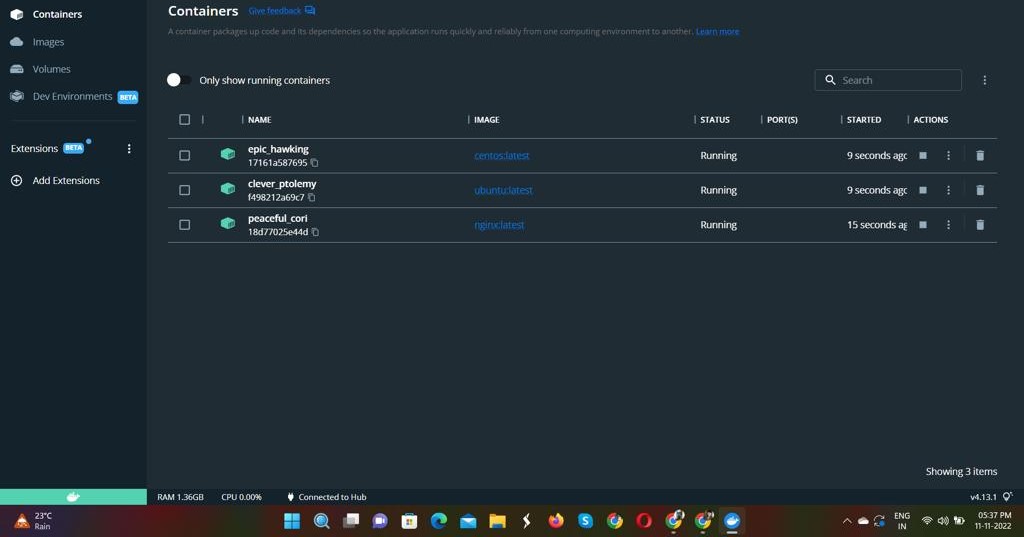 Containers
Images
Volumes
Dev Environments BETA
Extensions BETA
Add Extensions
Containers Give feedback
A container packages up code and its dependencies so the application runs quickly and reliably from one computing environment to another. Learn more
Only show running containers
Search
NAME IMAGE STATUS PORT(S) STARTED ACTIONS
epic_hawking
17161a587695 centos:latest Running 9 seconds agc
clever_ptolemy
f498212a69c7 ubuntu:latest Running 9 seconds agc
peaceful_cori
18d77025e44d nginx:latest Running 15 seconds ag
Showing 3 items
RAM 1.36GB CPU 0.00% Connected to Hub v4.13.1
23°C
Rain
ENG
IN
05:37 PM
11-11-2022